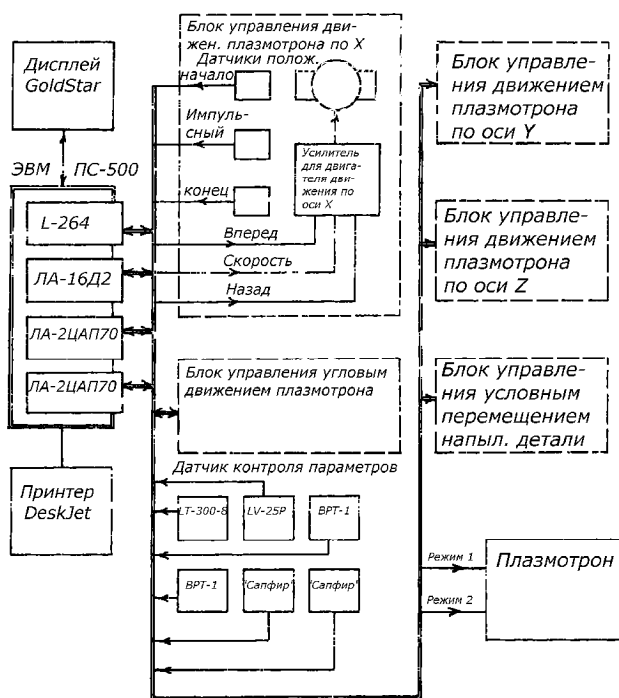 Дисплей
GoldStar
ЭВМ ПС-500
L-264
ЛА-16Д2
ЛА-2ЦАП70
ЛА-2ЦАП70
Принтер
DeskJet
Блок управления дви-
жен. плазмотрона по X
Датчики полож.
начало
Импуль-
сный
конец
Усилитель
для двига-
теля дви-
жения по
оси X
Вперед
Скорость
Назад
Блок управления угловым
движением плазмотрона
Датчик контроля параметров
LT-300-8
LV-25P
ВРТ-1
ВРТ-1
"Сапфир"
"Сапфир"
Блок управле-
ния движением
плазмотрона
по оси Y
Блок управле-
ния движением
плазмотрона
по оси Z
Блок управле-
ния условным
перемещением
напыл. детали
Режим 1
Режим 2
Плазмотрон